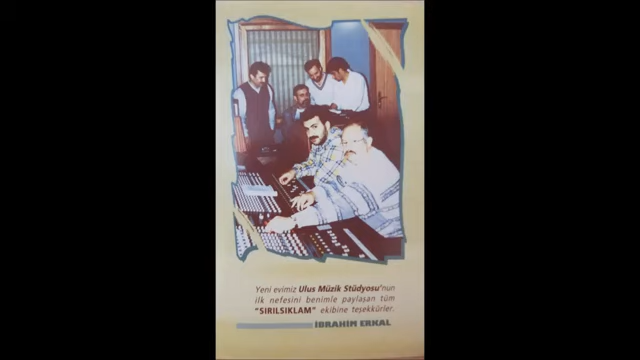 Yeni evimiz Ulus Müzik Stüdyosu'nun
ilk nefesini benimle paylaşan tüm
"SIRILSIKLAM" ekibine teşekkürler.
İBRAHİM ERKAL